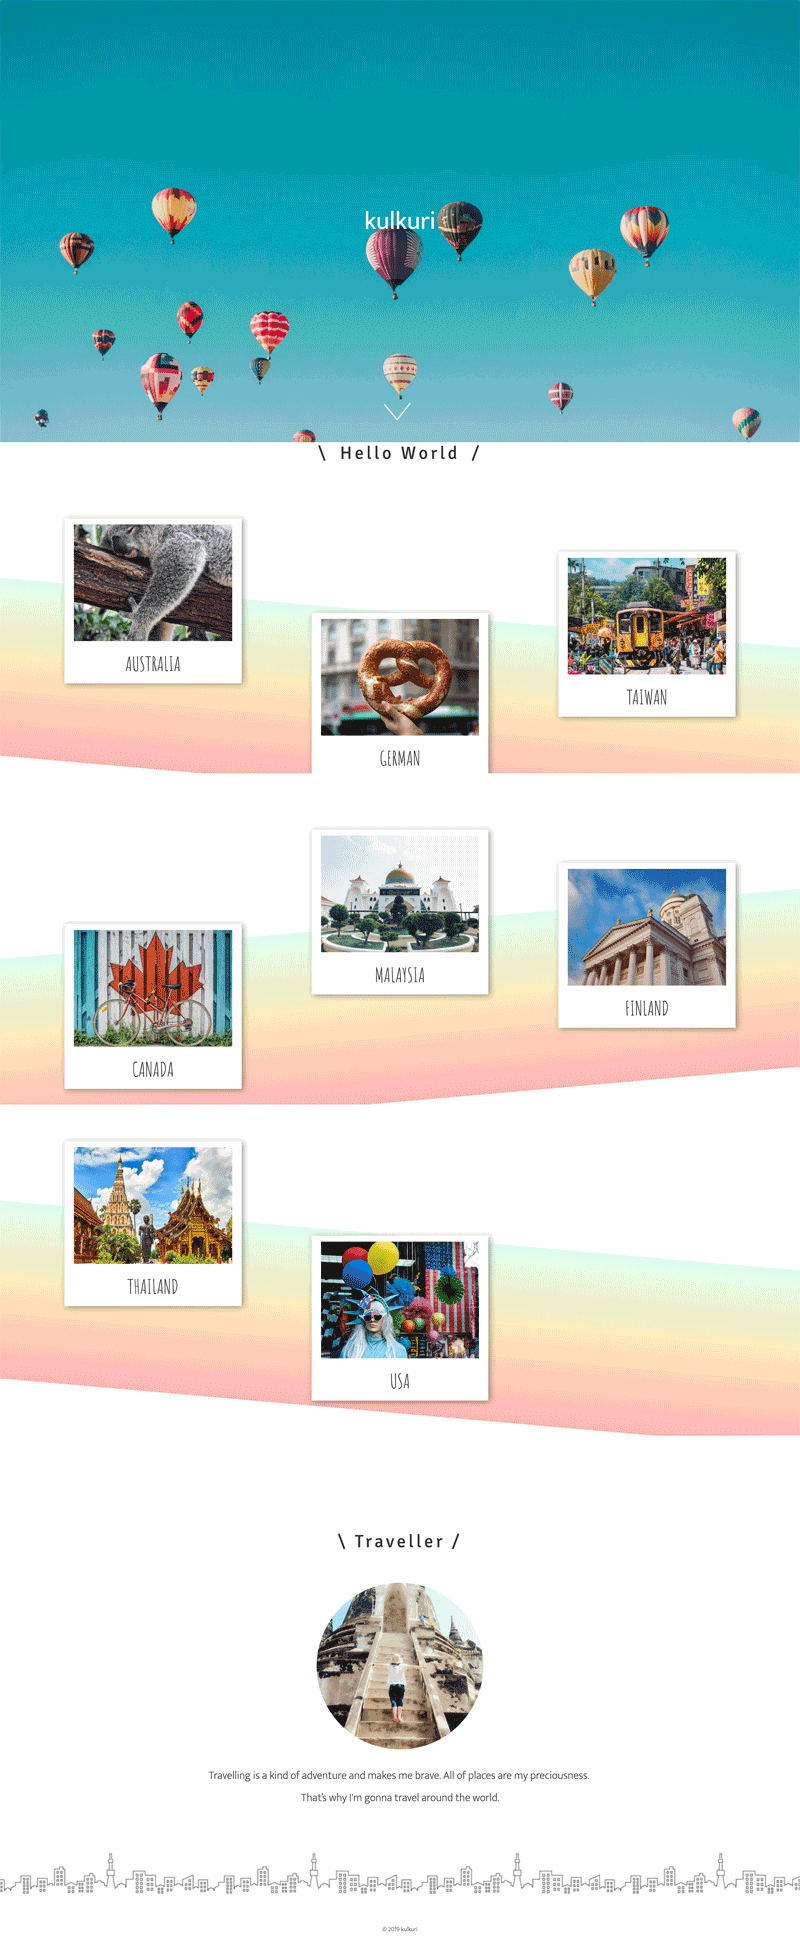 kulkuri
\ Hello World /
AUSTRALIA
GERMAN
TAIWAN
CANADA
MALAYSIA
FINLAND
THAILAND
USA
\ Traveller /
Travelling is a kind of adventure and makes me brave. All of places are my preciousness.
That's why I'm gonna travel around the world.
© 2019 kulkuri